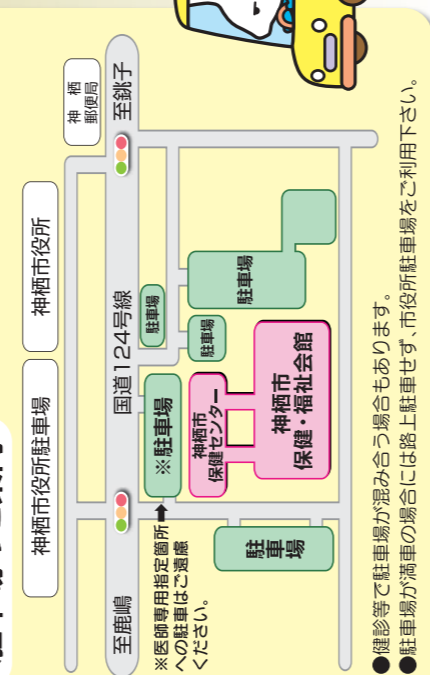 神栖市役所駐車場
神栖市役所
神栖
郵便局
至鹿嶋
国道124号線
至銚子
※駐車場
駐車場
駐車場
駐車場
※医師専用指定箇所➡
への駐車はご遠慮
ください。
神栖市
保健センター
神栖市
保健・福祉会館
駐車
場
●健診等で駐車場が混み合う場合もあります。
●駐車場が満車の場合には路上駐車せず、市役所駐車場をご利用下さい。